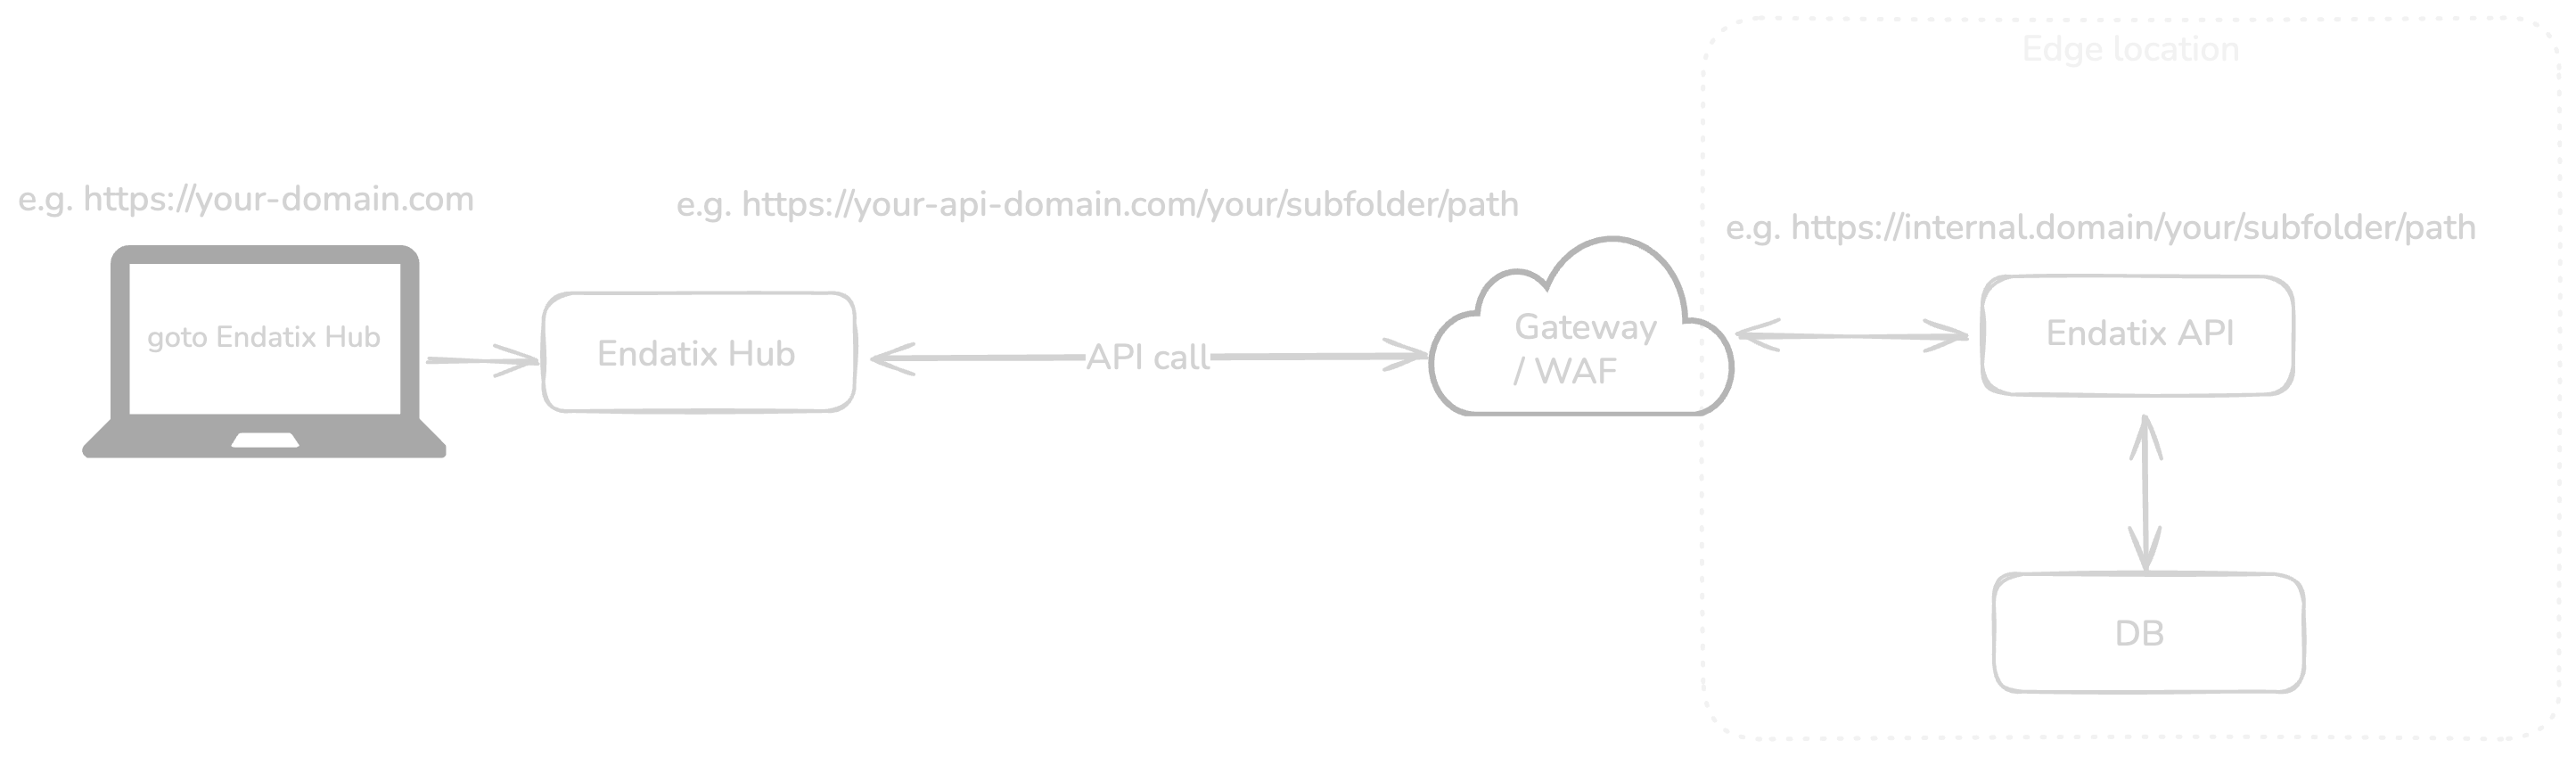 Edge location
e.g. https://your-domain.com
e.g. https://your-api-domain.com/your/subfolder/path
e.g. https://internal.domain/your/subfolder/path
goto Endatix Hub
Endatix Hub
API call
Gateway
/ WAF
Endatix API
DB